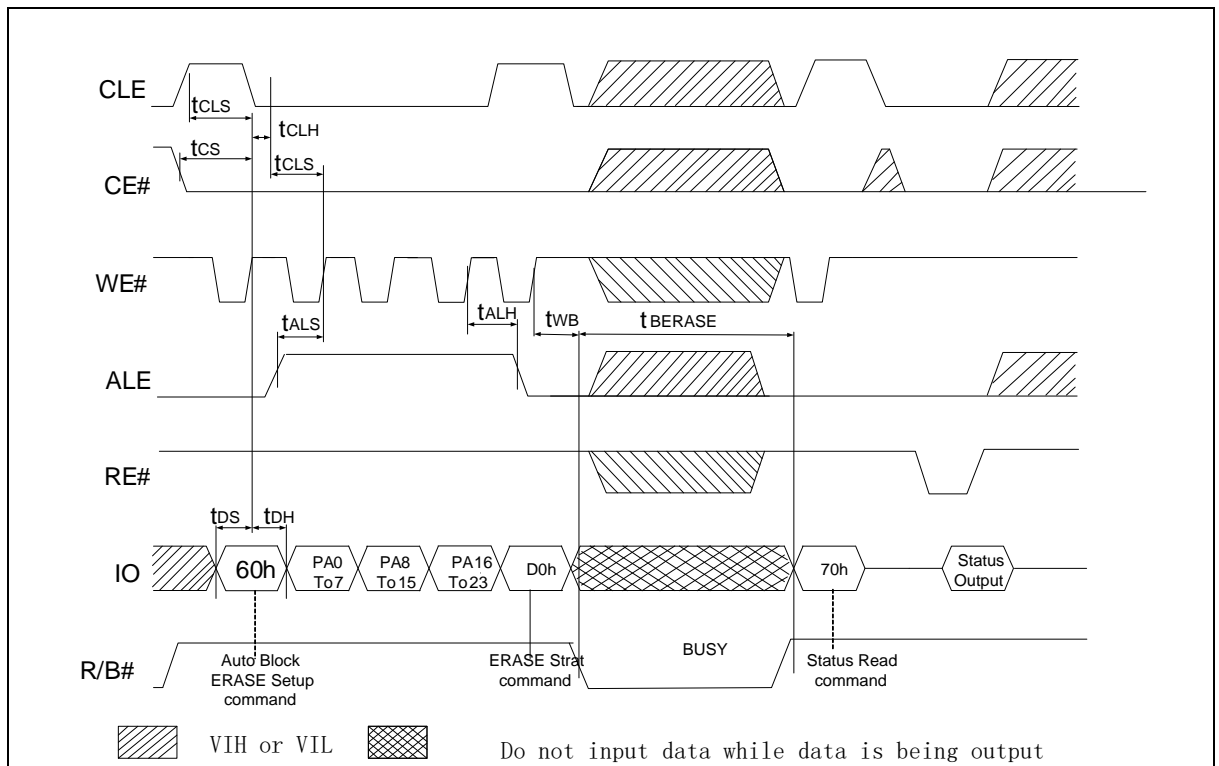 CLE
tCLS
tCLH
tCS
tCLS
CE#
WE#
tALS
tALH
tWB
tBERASE
ALE
RE#
tDS
tDH
IO
60h
PA0
To7
PA8
To15
PA16
To23
D0h
70h
Status
Output
R/B#
Auto Block
ERASE Setup
command
ERASE Strat
command
BUSY
Status Read
command
VIH or VIL
Do not input data while data is being output